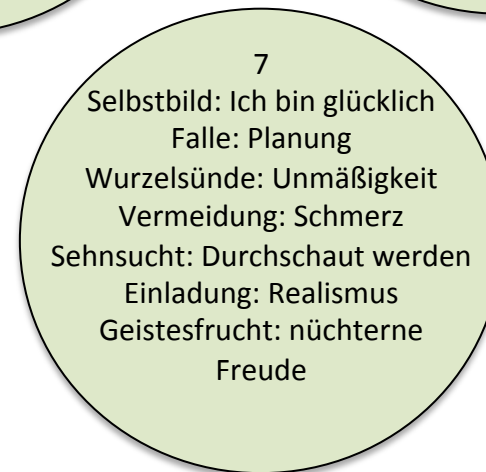 7
Selbstbild: Ich bin glücklich
Falle: Planung
Wurzelsünde: Unmäßigkeit
Vermeidung: Schmerz
Sehnsucht: Durchschaut werden
Einladung: Realismus
Geistesfrucht: nüchterne
Freude